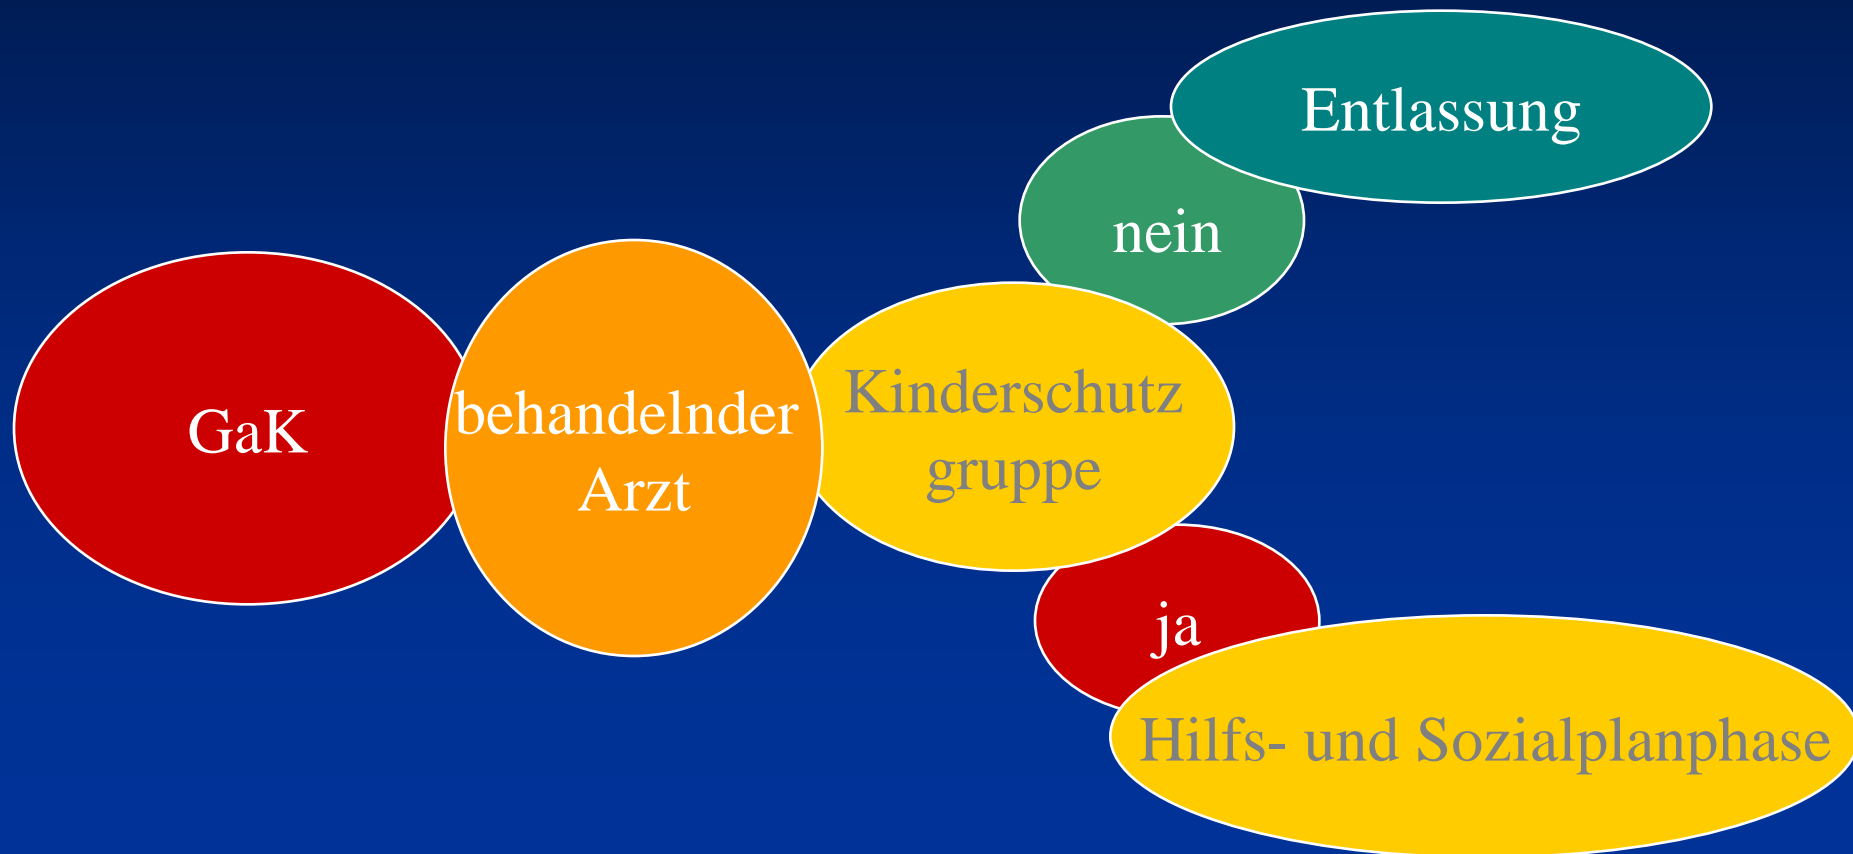 GaK
behandelnder
Arzt
Kinderschutz
gruppe
nein
Entlassung
ja
Hilfs- und Sozialplanphase